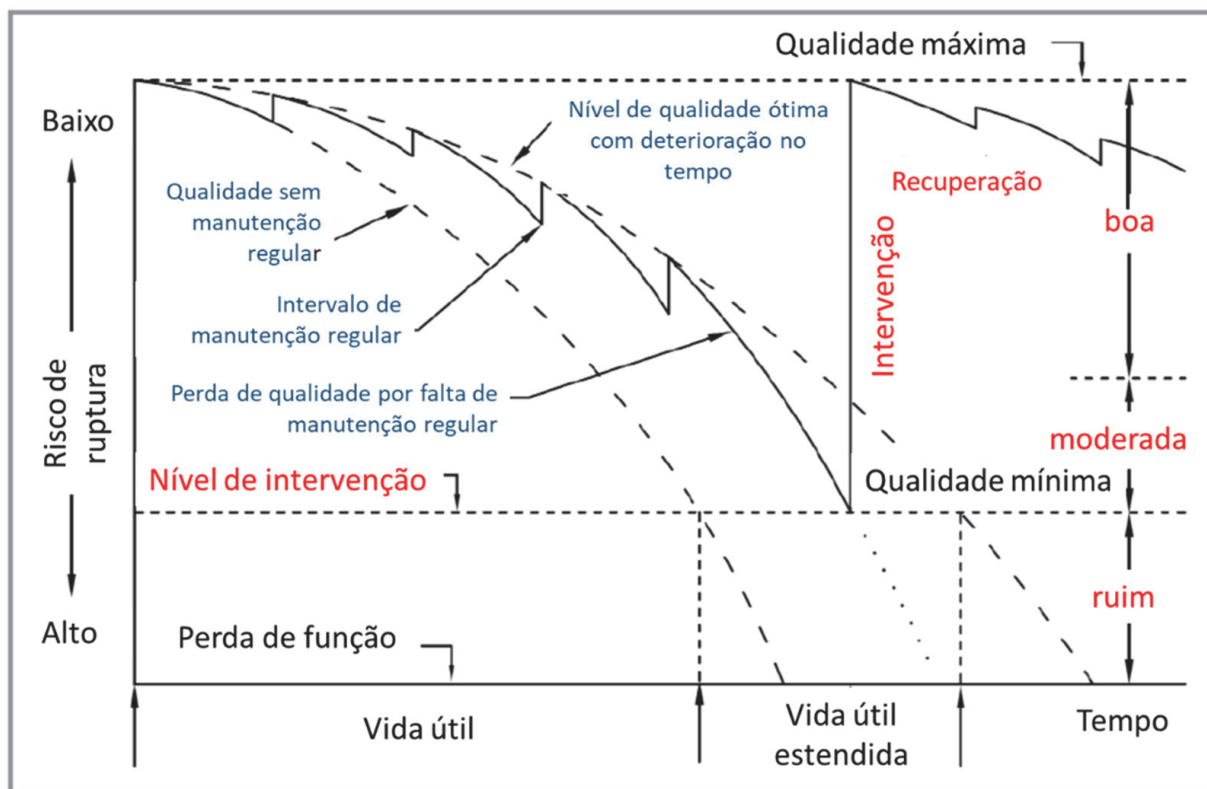 Qualidade máxima
Baixo
Nível de qualidade ótima
com deterioração no
tempo
Qualidade sem
manutenção
regular
Recuperação
boa
Intervenção
Intervalo de
manutenção regular
Risco de
ruptura
Perda de qualidade por falta de
manutenção regular
moderada
Nível de intervenção
Qualidade mínima
ruim
Alto
Perda de função
Vida útil
Vida útil
estendida
Tempo